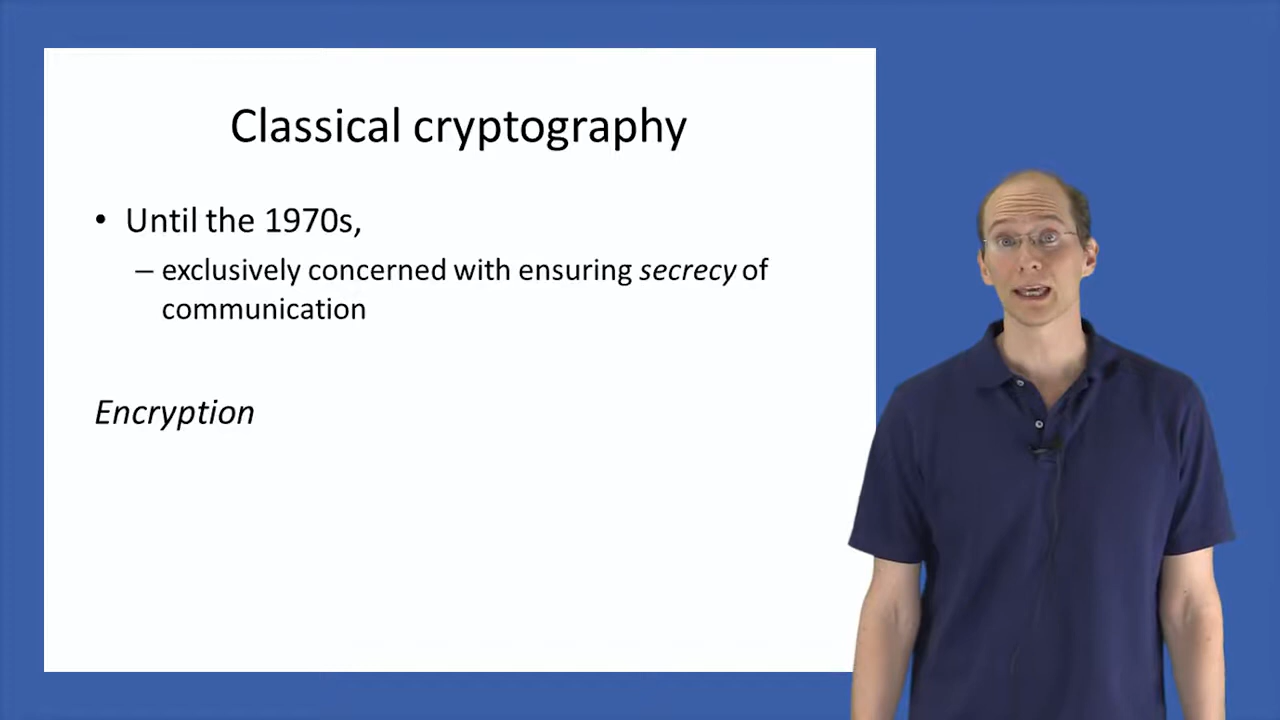 Classical cryptography
• Until the 1970s,
– exclusively concerned with ensuring secrecy of
communication
Encryption